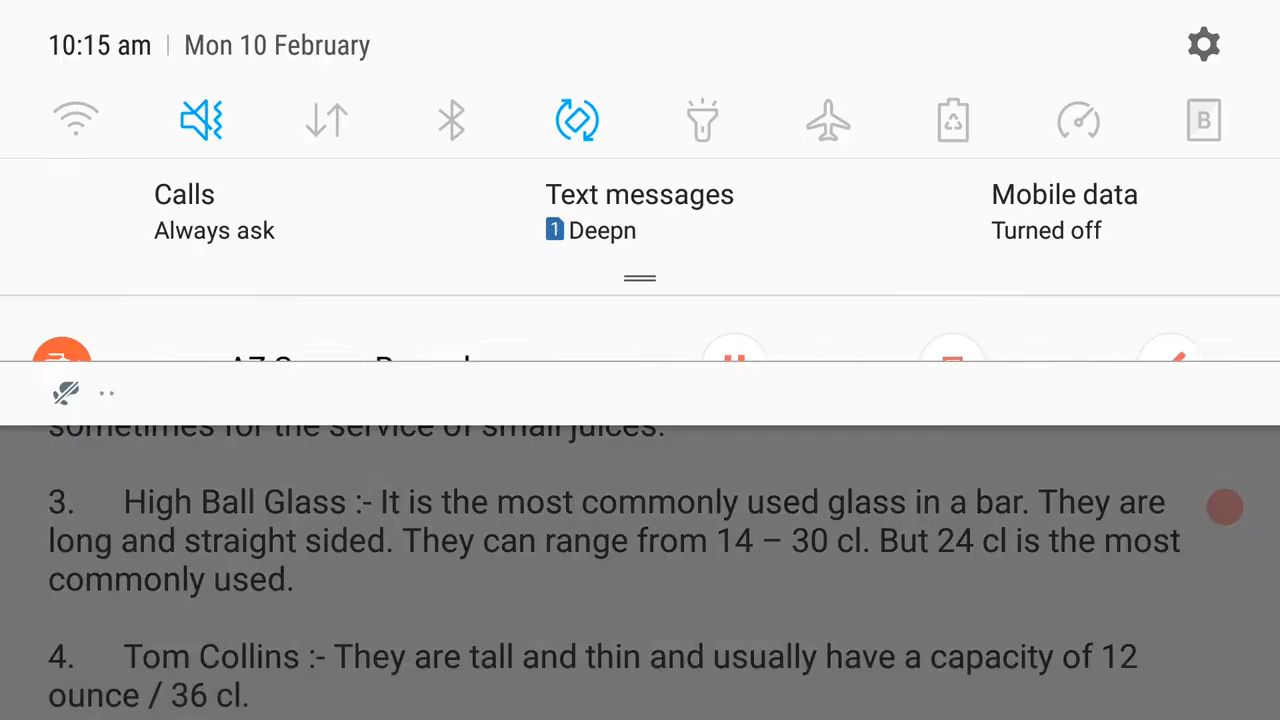 10:15 am | Mon 10 February
B
Calls
Text messages
Mobile data
Always ask
1 Deepn
Turned off
sometimes for the service of small juices.
3. High Ball Glass :- It is the most commonly used glass in a bar. They are
long and straight sided. They can range from 14 – 30 cl. But 24 cl is the most
commonly used.
4. Tom Collins :- They are tall and thin and usually have a capacity of 12
ounce / 36 cl.